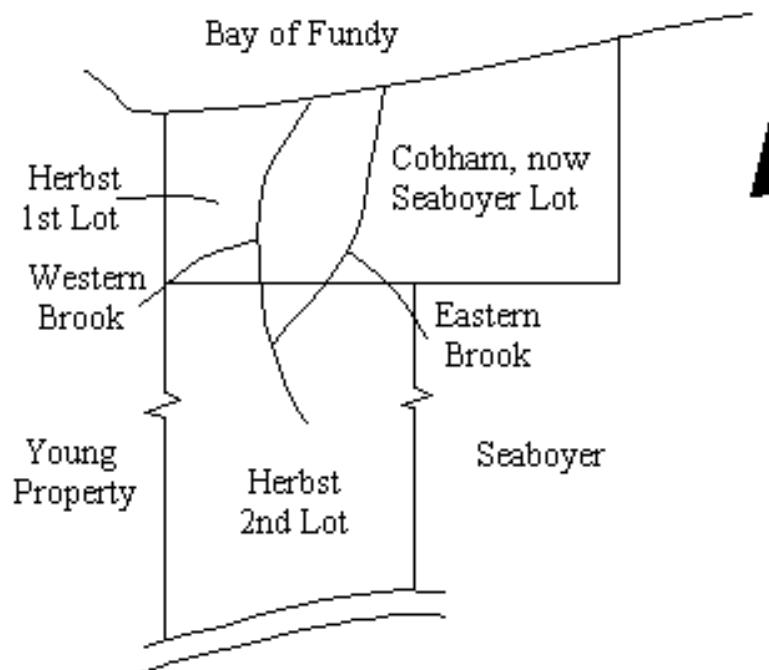 Bay of Fundy
Cobham, now
Seaboyer Lot
Herbst
1st Lot
Western
Brook
Eastern
Brook
Young
Property
Herbst
2nd Lot
Seaboyer